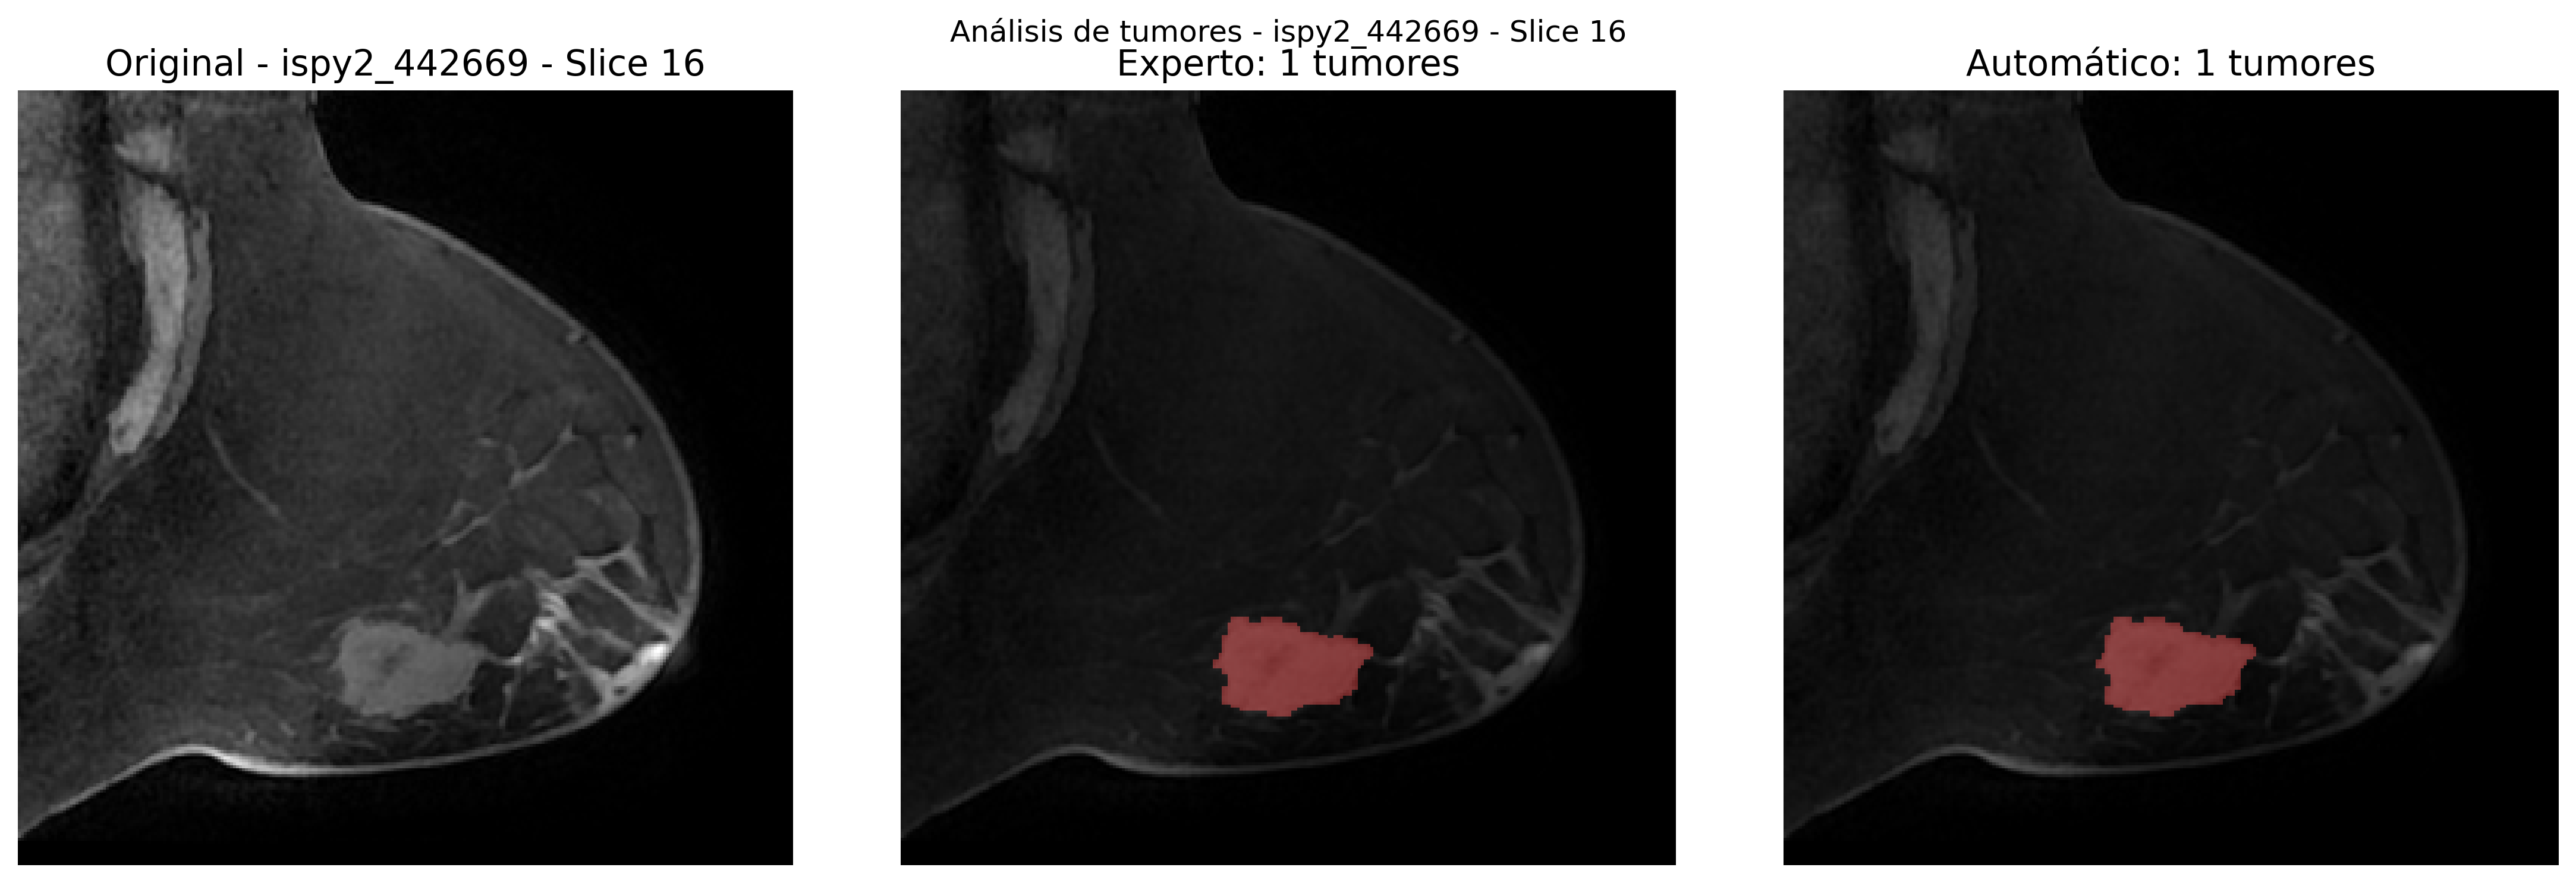 Análisis de tumores - ispy2_442669 - Slice 16
Original - ispy2_442669 - Slice 16
Experto: 1 tumores
Automático: 1 tumores